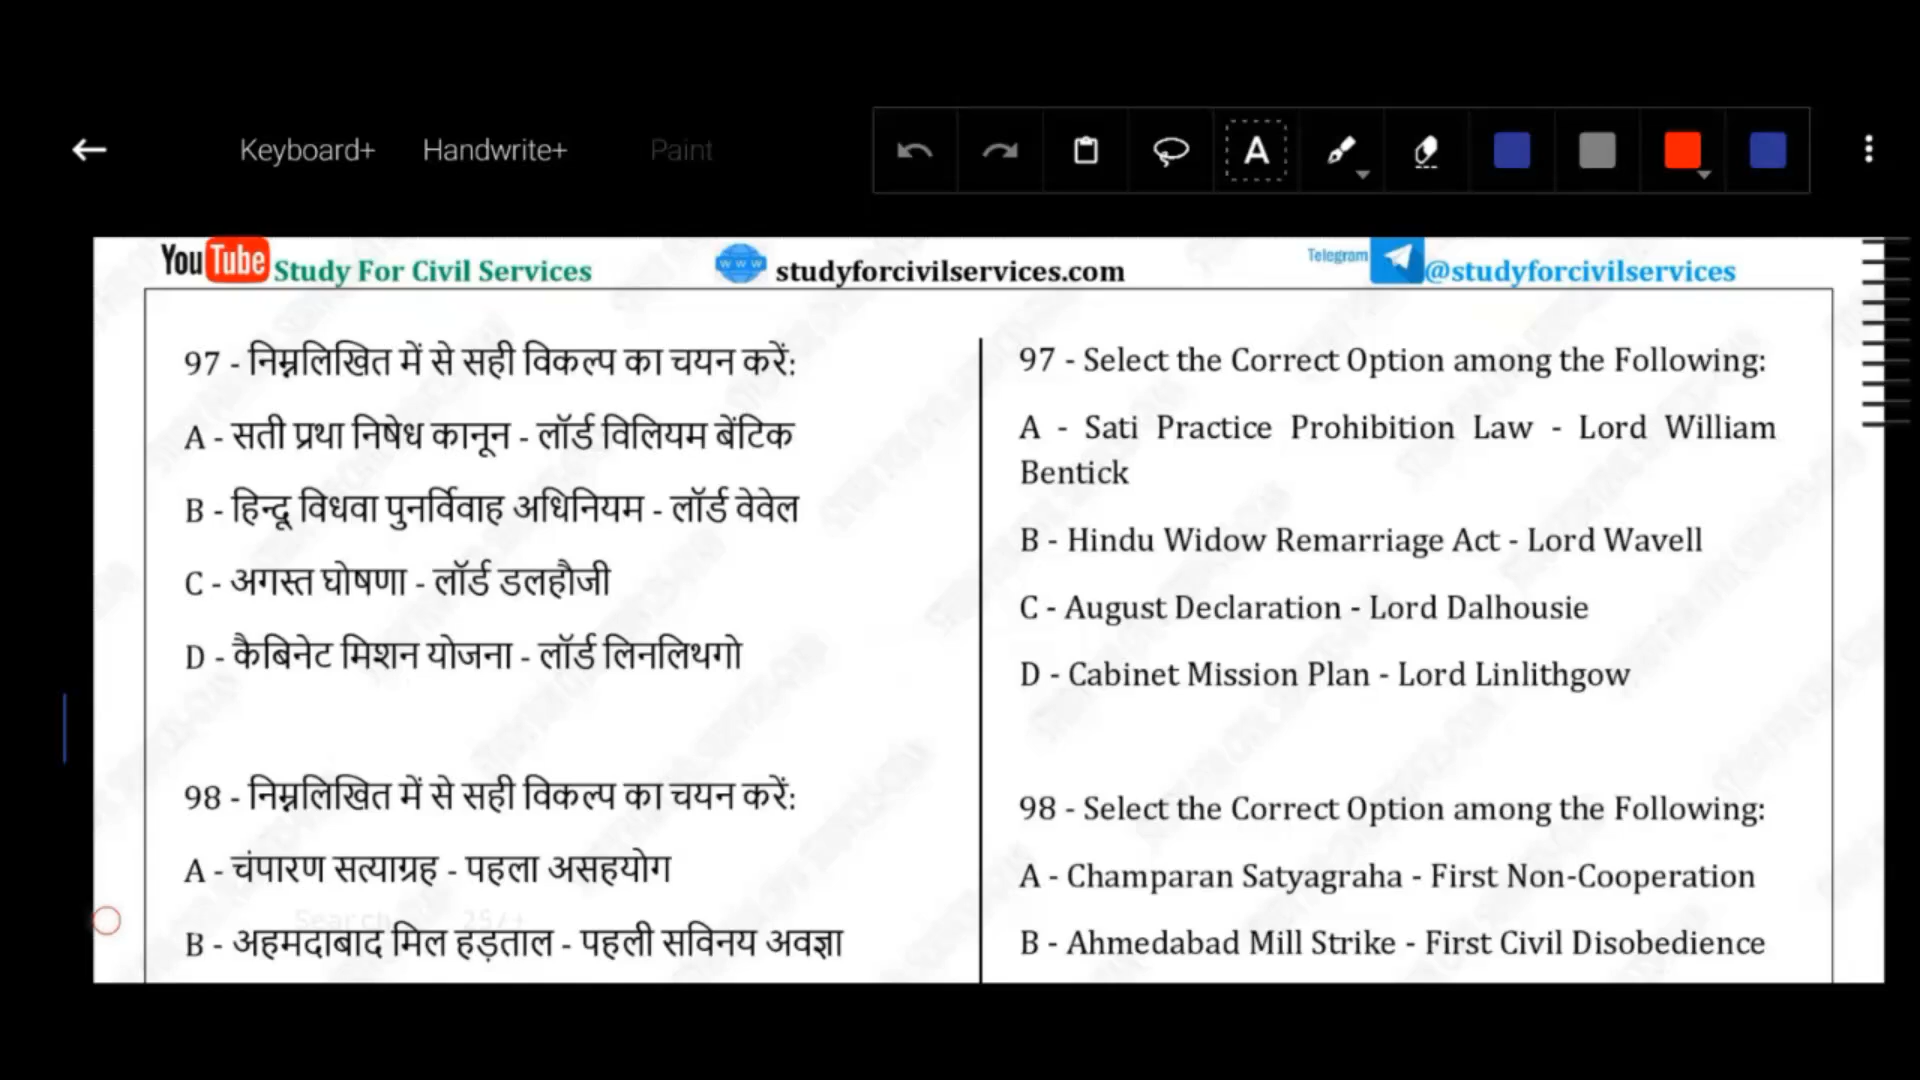 Keyboard+ Handwrite+ Paint A
YouTube Study For Civil Services www studyforcivilservices.com Telegram @studyforcivilservices
97 - निम्नलिखित में से सही विकल्प का चयन करें:
A - सती प्रथा निषेध कानून - लॉर्ड विलियम बेंटिक
B - हिन्दू विधवा पुनर्विवाह अधिनियम - लॉर्ड वेवेल
C - अगस्त घोषणा - लॉर्ड डलहौजी
D - कैबिनेट मिशन योजना - लॉर्ड लिनलिथगो
98 - निम्नलिखित में से सही विकल्प का चयन करें:
A - चंपारण सत्याग्रह - पहला असहयोग
Search 25/+
B - अहमदाबाद मिल हड़ताल - पहली सविनय अवज्ञा
97 - Select the Correct Option among the Following:
A - Sati Practice Prohibition Law - Lord William
Bentick
B - Hindu Widow Remarriage Act - Lord Wavell
C - August Declaration - Lord Dalhousie
D - Cabinet Mission Plan - Lord Linlithgow
98 - Select the Correct Option among the Following:
A - Champaran Satyagraha - First Non-Cooperation
B - Ahmedabad Mill Strike - First Civil Disobedience